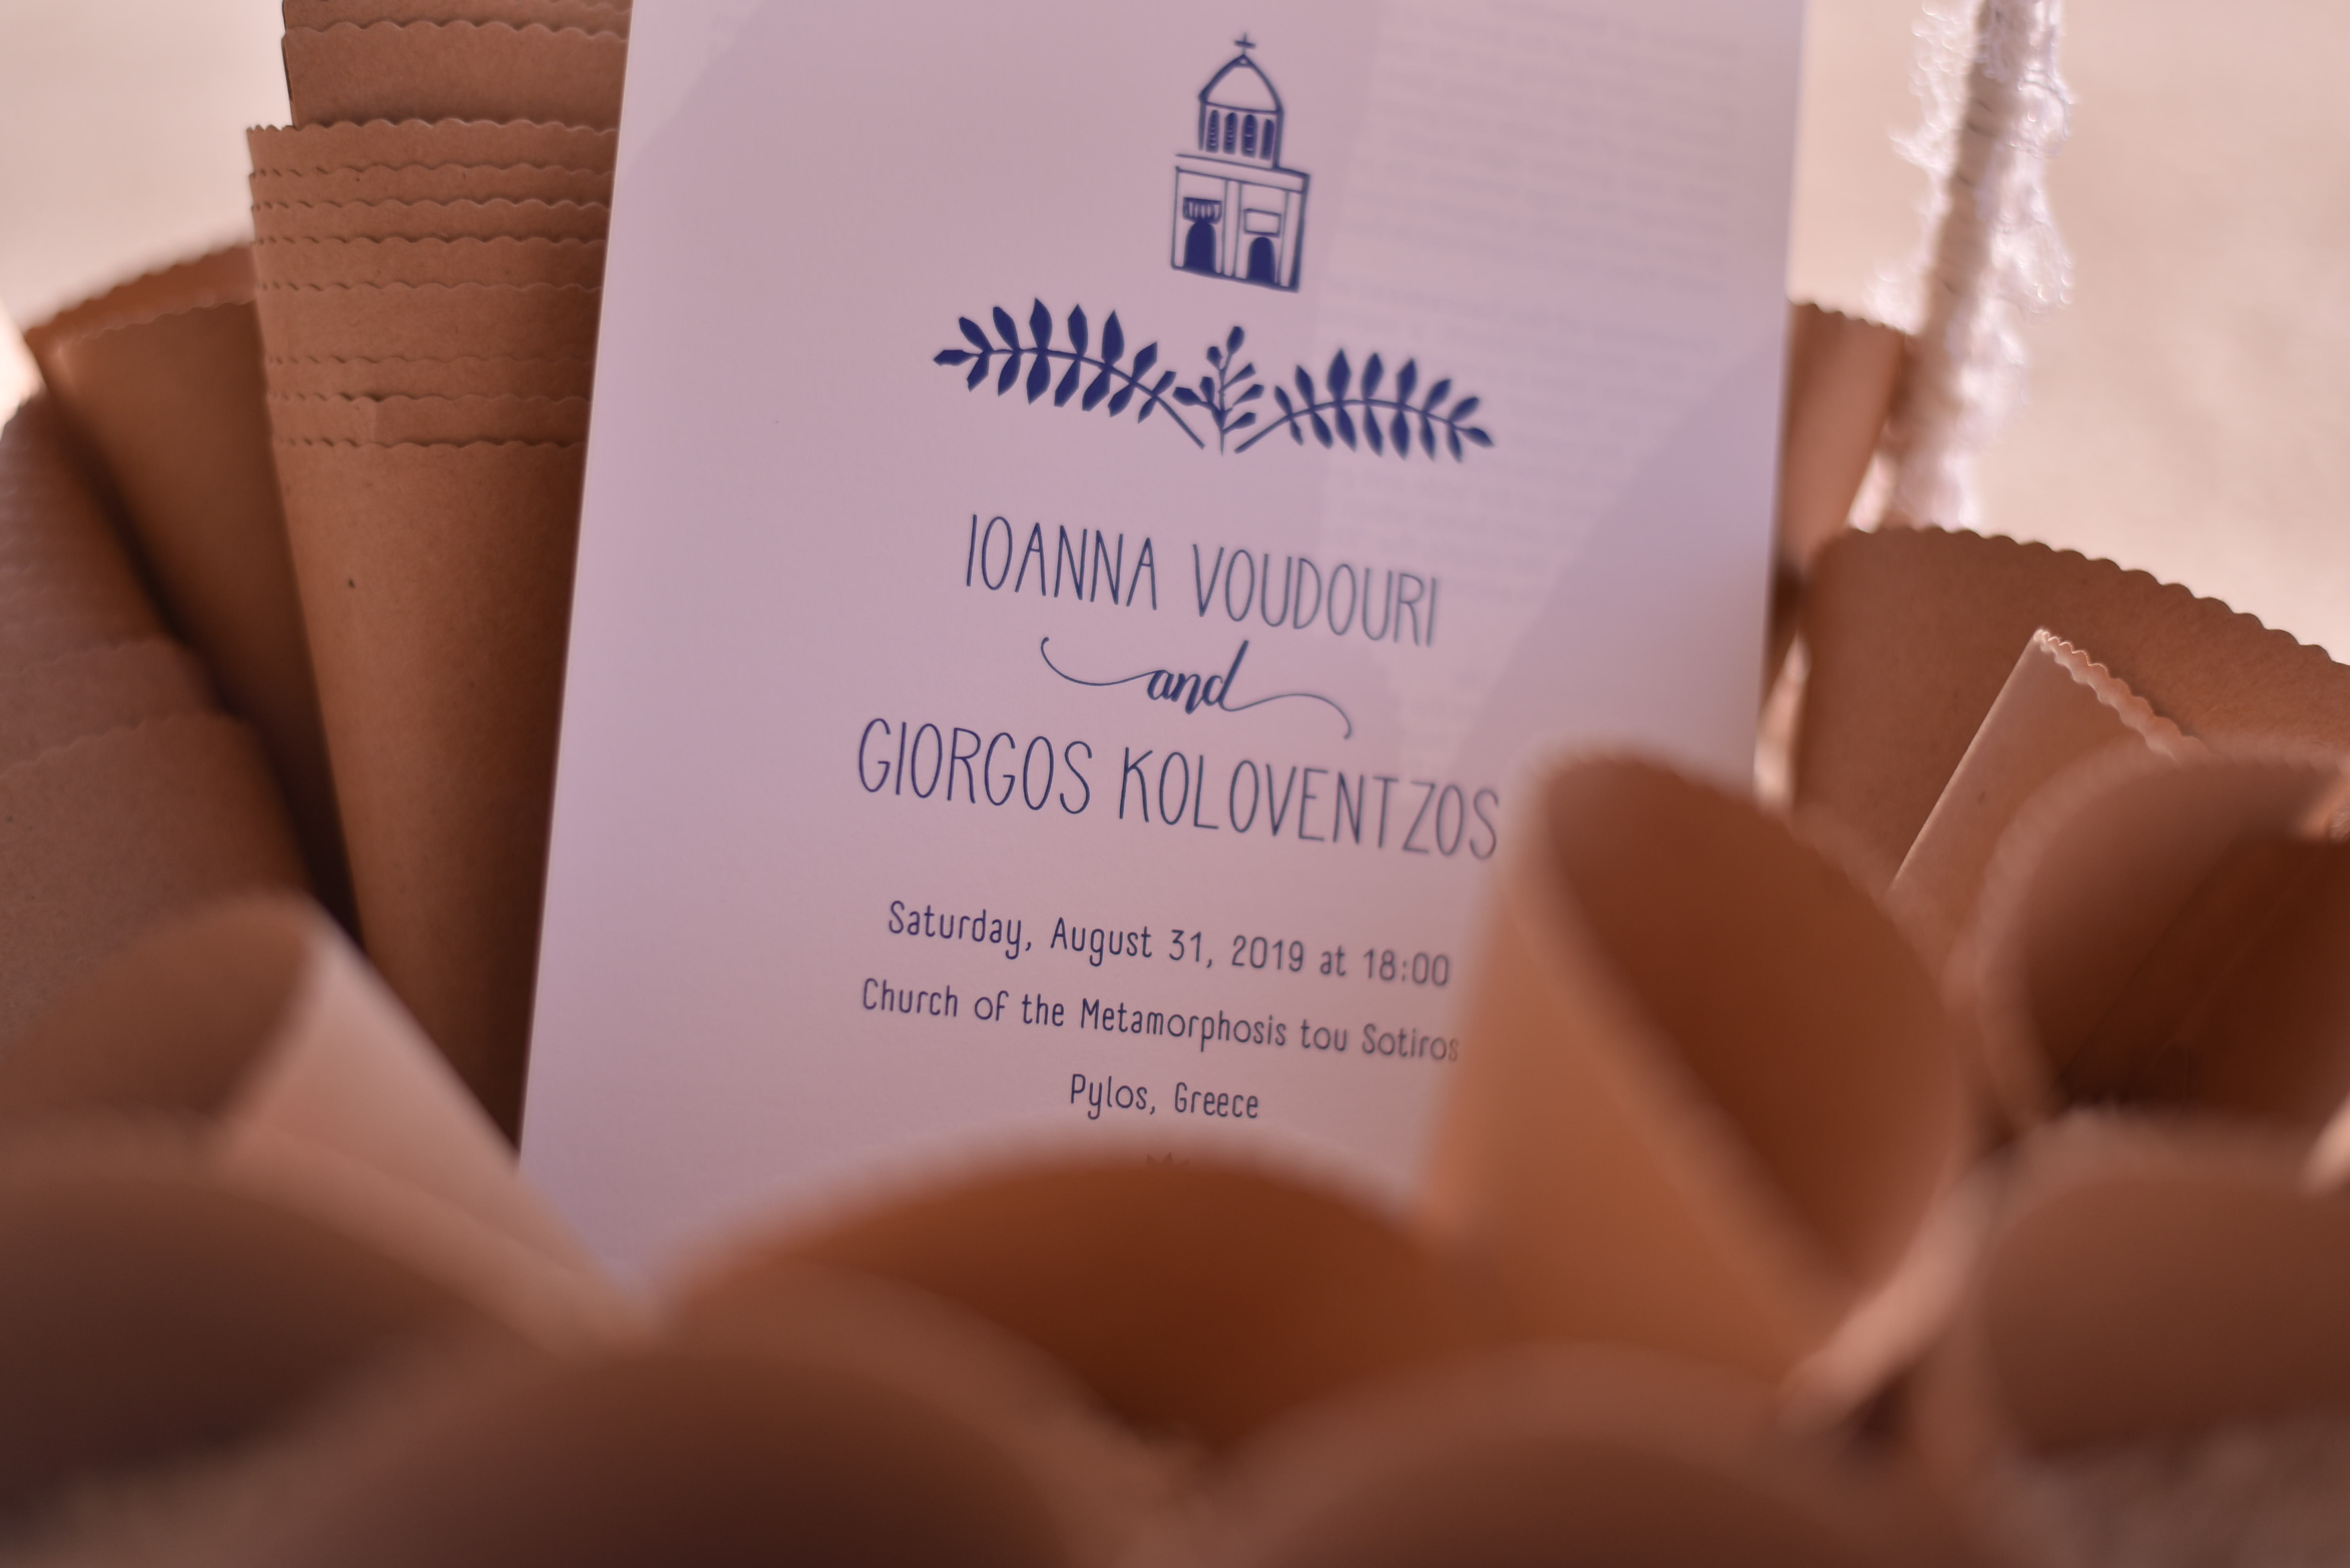 IOANNA VOUDOURI
and
GIORGOS KOLOVENTZOS
Saturday, August 31, 2019 at 18:00
Church of the Metamorphosis tou Sotiros
Pylos, Greece